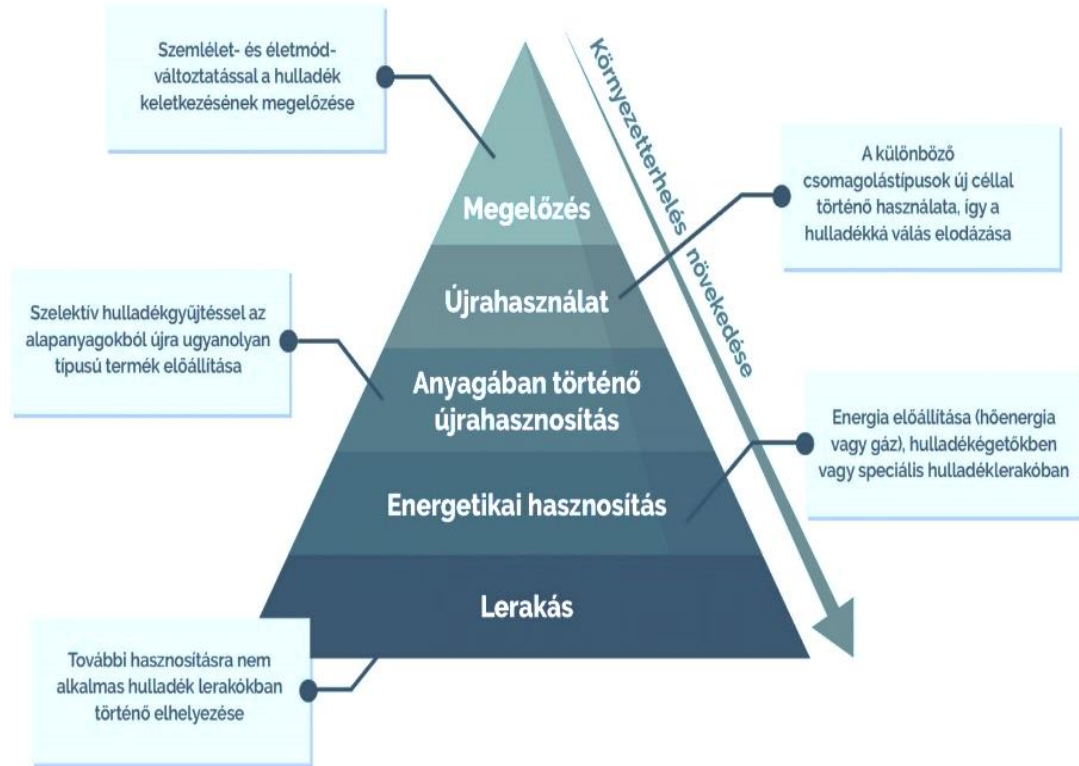 Szemlélet- és életmód-
változtatással a hulladék
keletkezésének megelőzése
Környezetterhelés növekedése
A különböző
csomagolástípusok új céllal
történő használata, így a
hulladékká válás elodázása
Megelőzés
Újrahasználat
Szelektív hulladékgyűjtéssel az
alapanyagokból újra ugyanolyan
típusú termék előállítása
Anyagában történő
újrahasznosítás
Energia előállítása (hőenergia
vagy gáz), hulladékégetőkben
vagy speciális hulladéklerakóban
Energetikai hasznosítás
Lerakás
További hasznosításra nem
alkalmas hulladék lerakókban
történő elhelyezése